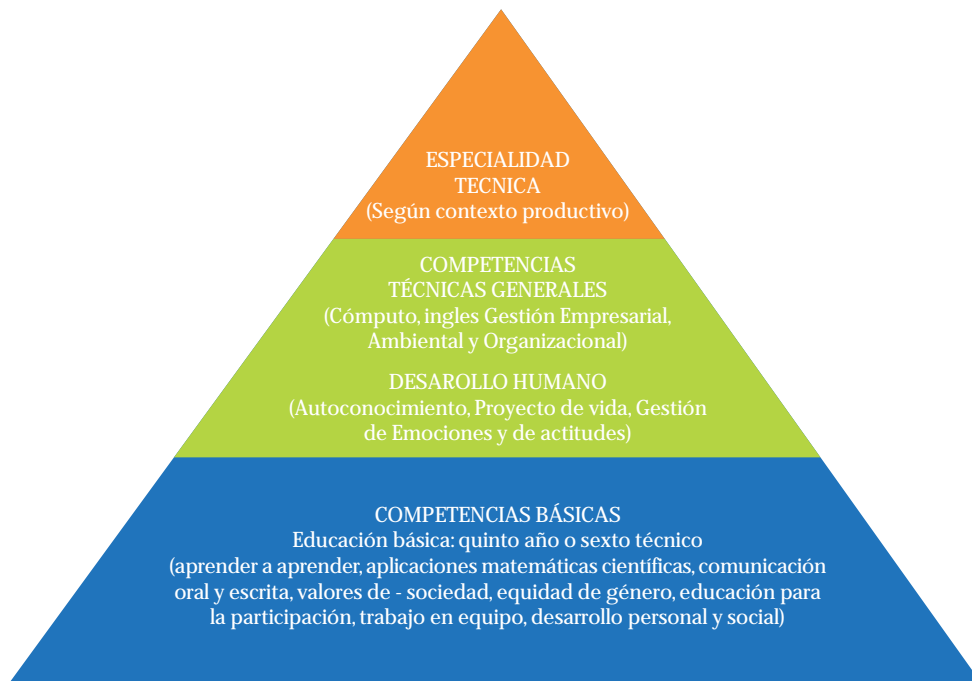 ESPECIALIDAD
TECNICA
(Según contexto productivo)
COMPETENCIAS
TÉCNICAS GENERALES
(Cómputo, ingles Gestión Empresarial,
Ambiental y Organizacional)
DESAROLLO HUMANO
(Autoconocimiento, Proyecto de vida, Gestión
de Emociones y de actitudes)
COMPETENCIAS BÁSICAS
Educación básica: quinto año o sexto técnico
(aprender a aprender, aplicaciones matemáticas científicas, comunicación
oral y escrita, valores de - sociedad, equidad de género, educación para
la participación, trabajo en equipo, desarrollo personal y social)